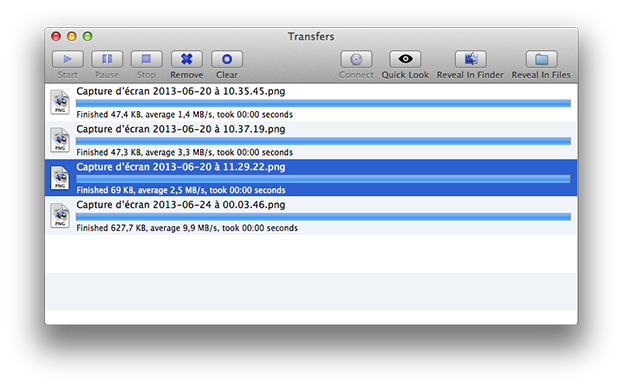 Transfers
Start Pause Stop Remove Clear Connect Quick Look Reveal In Finder Reveal In Files
Capture d'écran 2013-06-20 à 10.35.45.png
PNG
Finished 47,4 KB, average 1,4 MB/s, took 00:00 seconds
Capture d'écran 2013-06-20 à 10.37.19.png
PNG
Finished 47,3 KB, average 3,3 MB/s, took 00:00 seconds
Capture d'écran 2013-06-20 à 11.29.22.png
PNG
Finished 69 KB, average 2,5 MB/s, took 00:00 seconds
Capture d'écran 2013-06-24 à 00.03.46.png
PNG
Finished 627,7 KB, average 9,9 MB/s, took 00:00 seconds